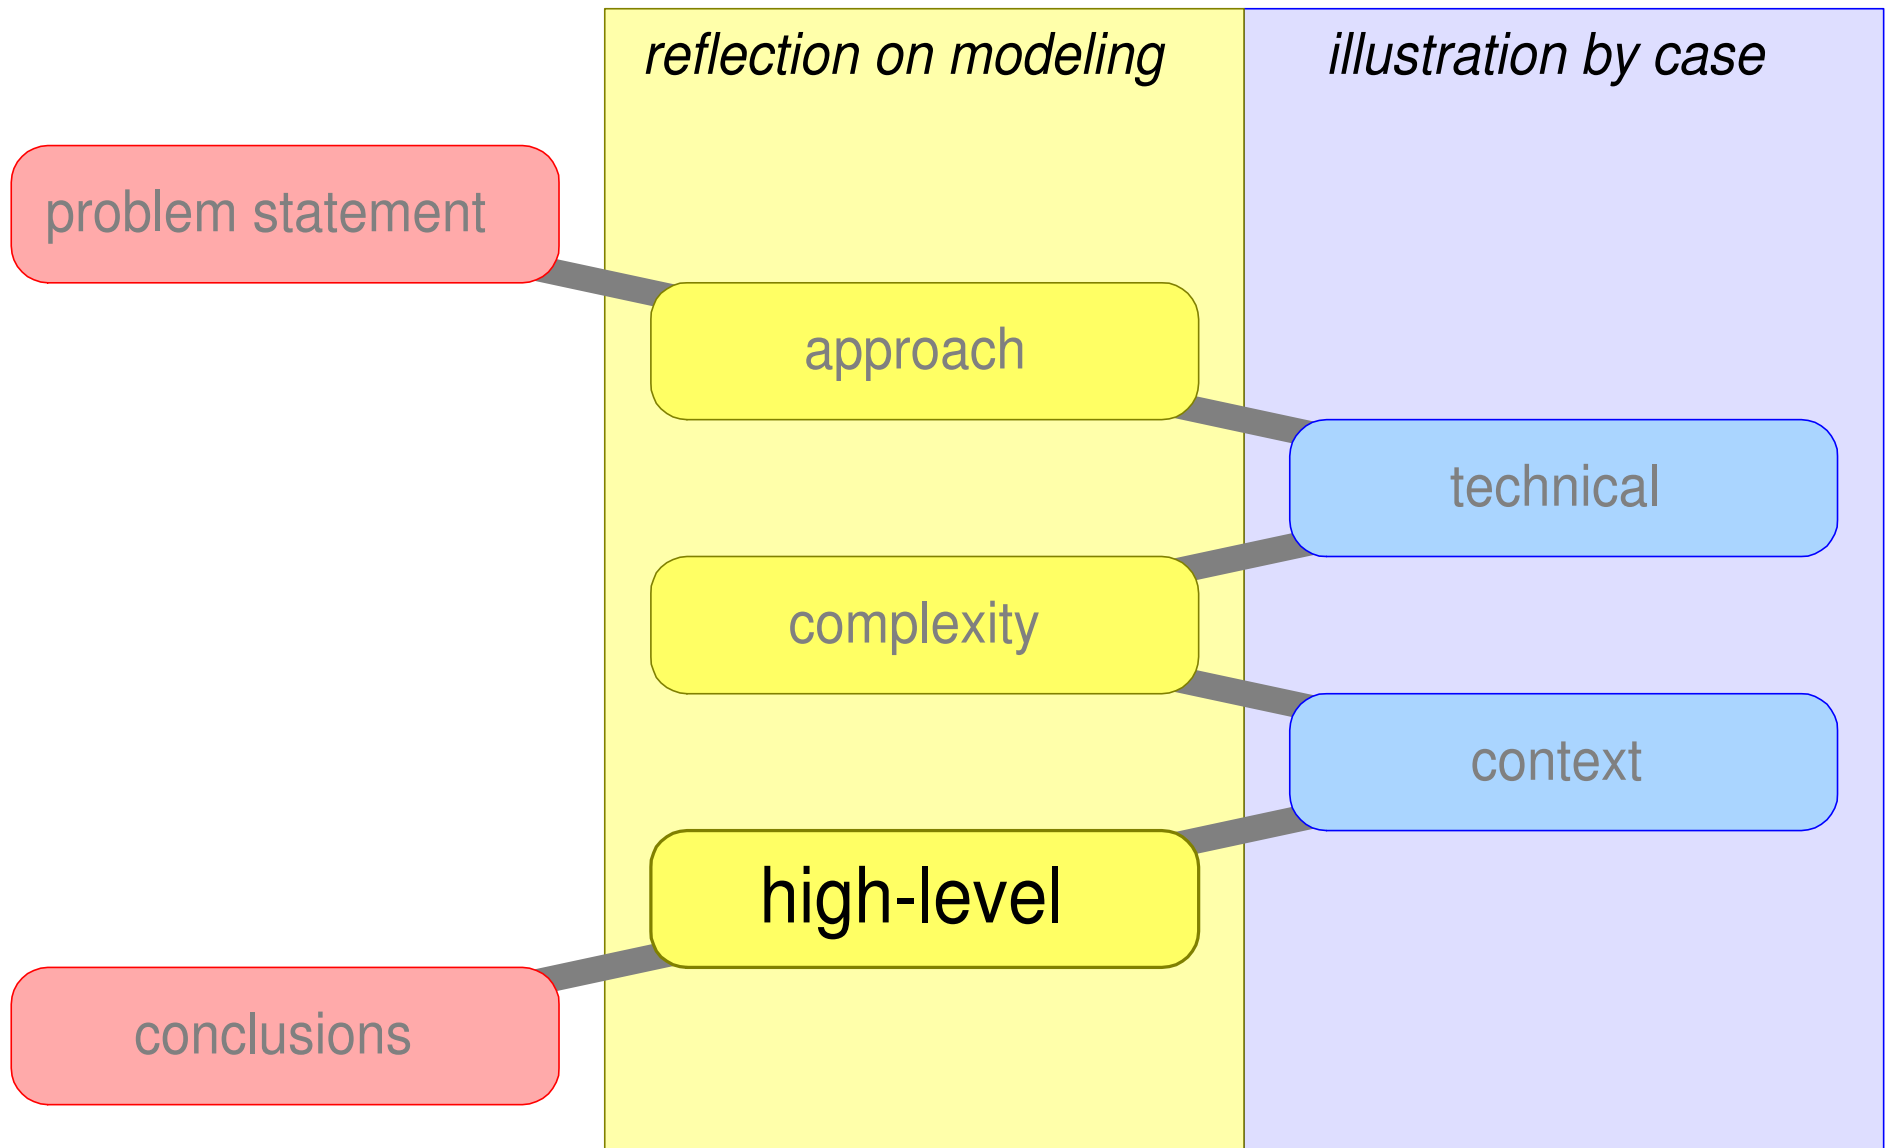 reflection on modeling
illustration by case
problem statement
approach
technical
complexity
context
high-level
conclusions